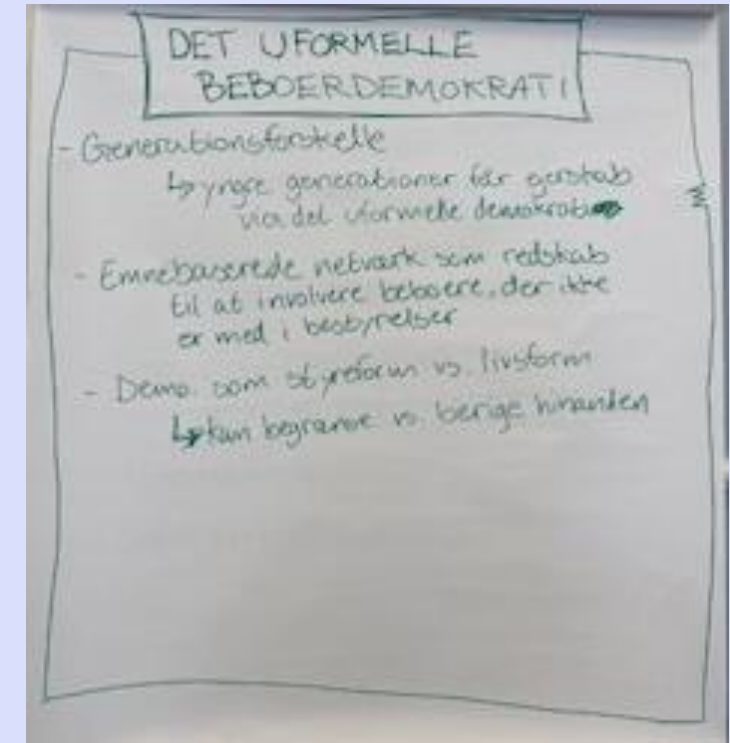 DET UFORMELLE
BEBOERDEMOKRATI
- Generationsforskelle
↳ yngre generationer får ejerskab
via det uformelle demokrati
- Emnebaserede netværk som redskab
til at involvere beboere, der ikke
er med i bestyrelser
- Demo. som styreform vs. livsform
↳ kan begrænse vs. berige hinanden